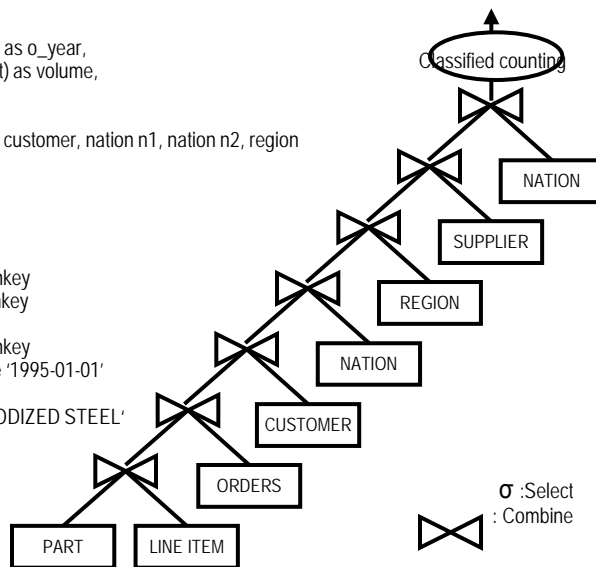 as o_year,
t) as volume,
customer, nation n1, nation n2, region
nkey
nkey
nkey
e '1995-01-01'
ODIZED STEEL'
Classified counting
NATION
SUPPLIER
REGION
NATION
CUSTOMER
ORDERS
PART
LINE ITEM
σ :Select
: Combine